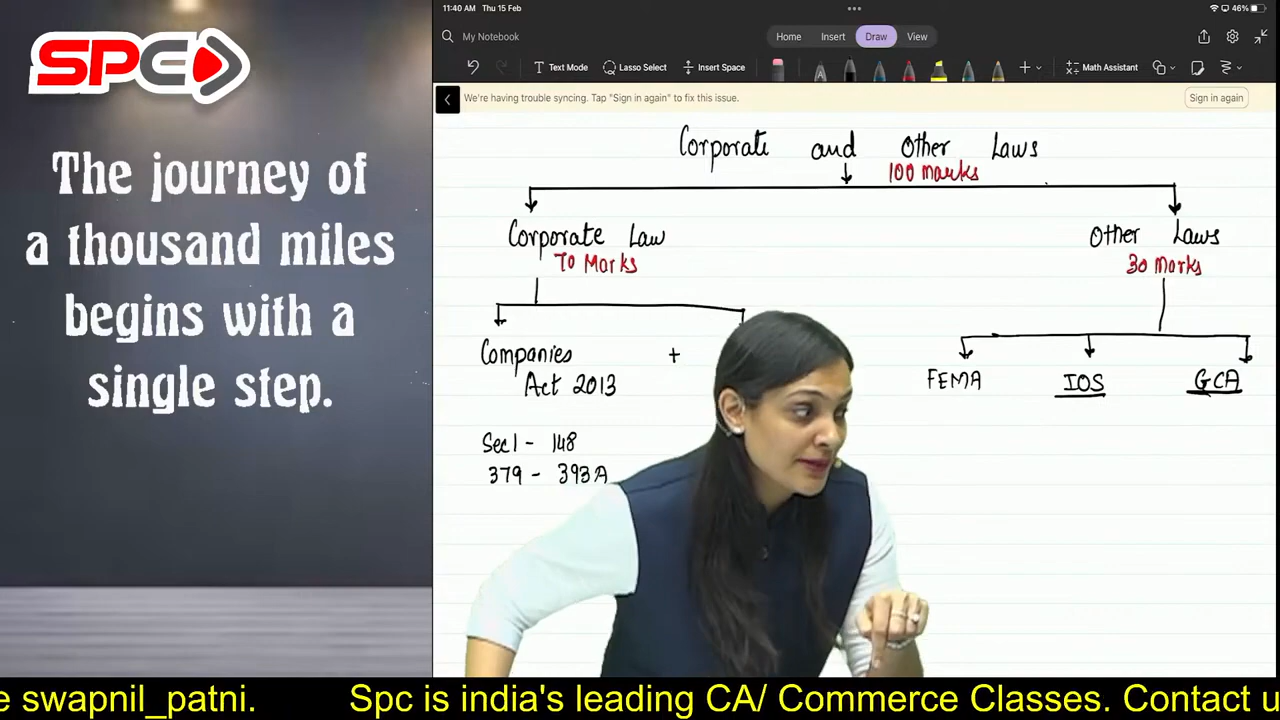 SPC
The journey of
a thousand miles
begins with a
single step.
11:40 AM Thu 15 Feb
46%
My Notebook
Home Insert Draw View
Text Mode Lasso Select Insert Space Math Assistant
We're having trouble syncing. Tap "Sign in again" to fix this issue. Sign in again
Corporate and Other Laws
100 Marks
Corporate Law
70 Marks
Other Laws
30 Marks
Companies +
Act 2013
Sec 1 - 148
379 - 393A
FEMA IOS GCA
e swapnil_patni. Spc is india's leading CA/ Commerce Classes. Contact u